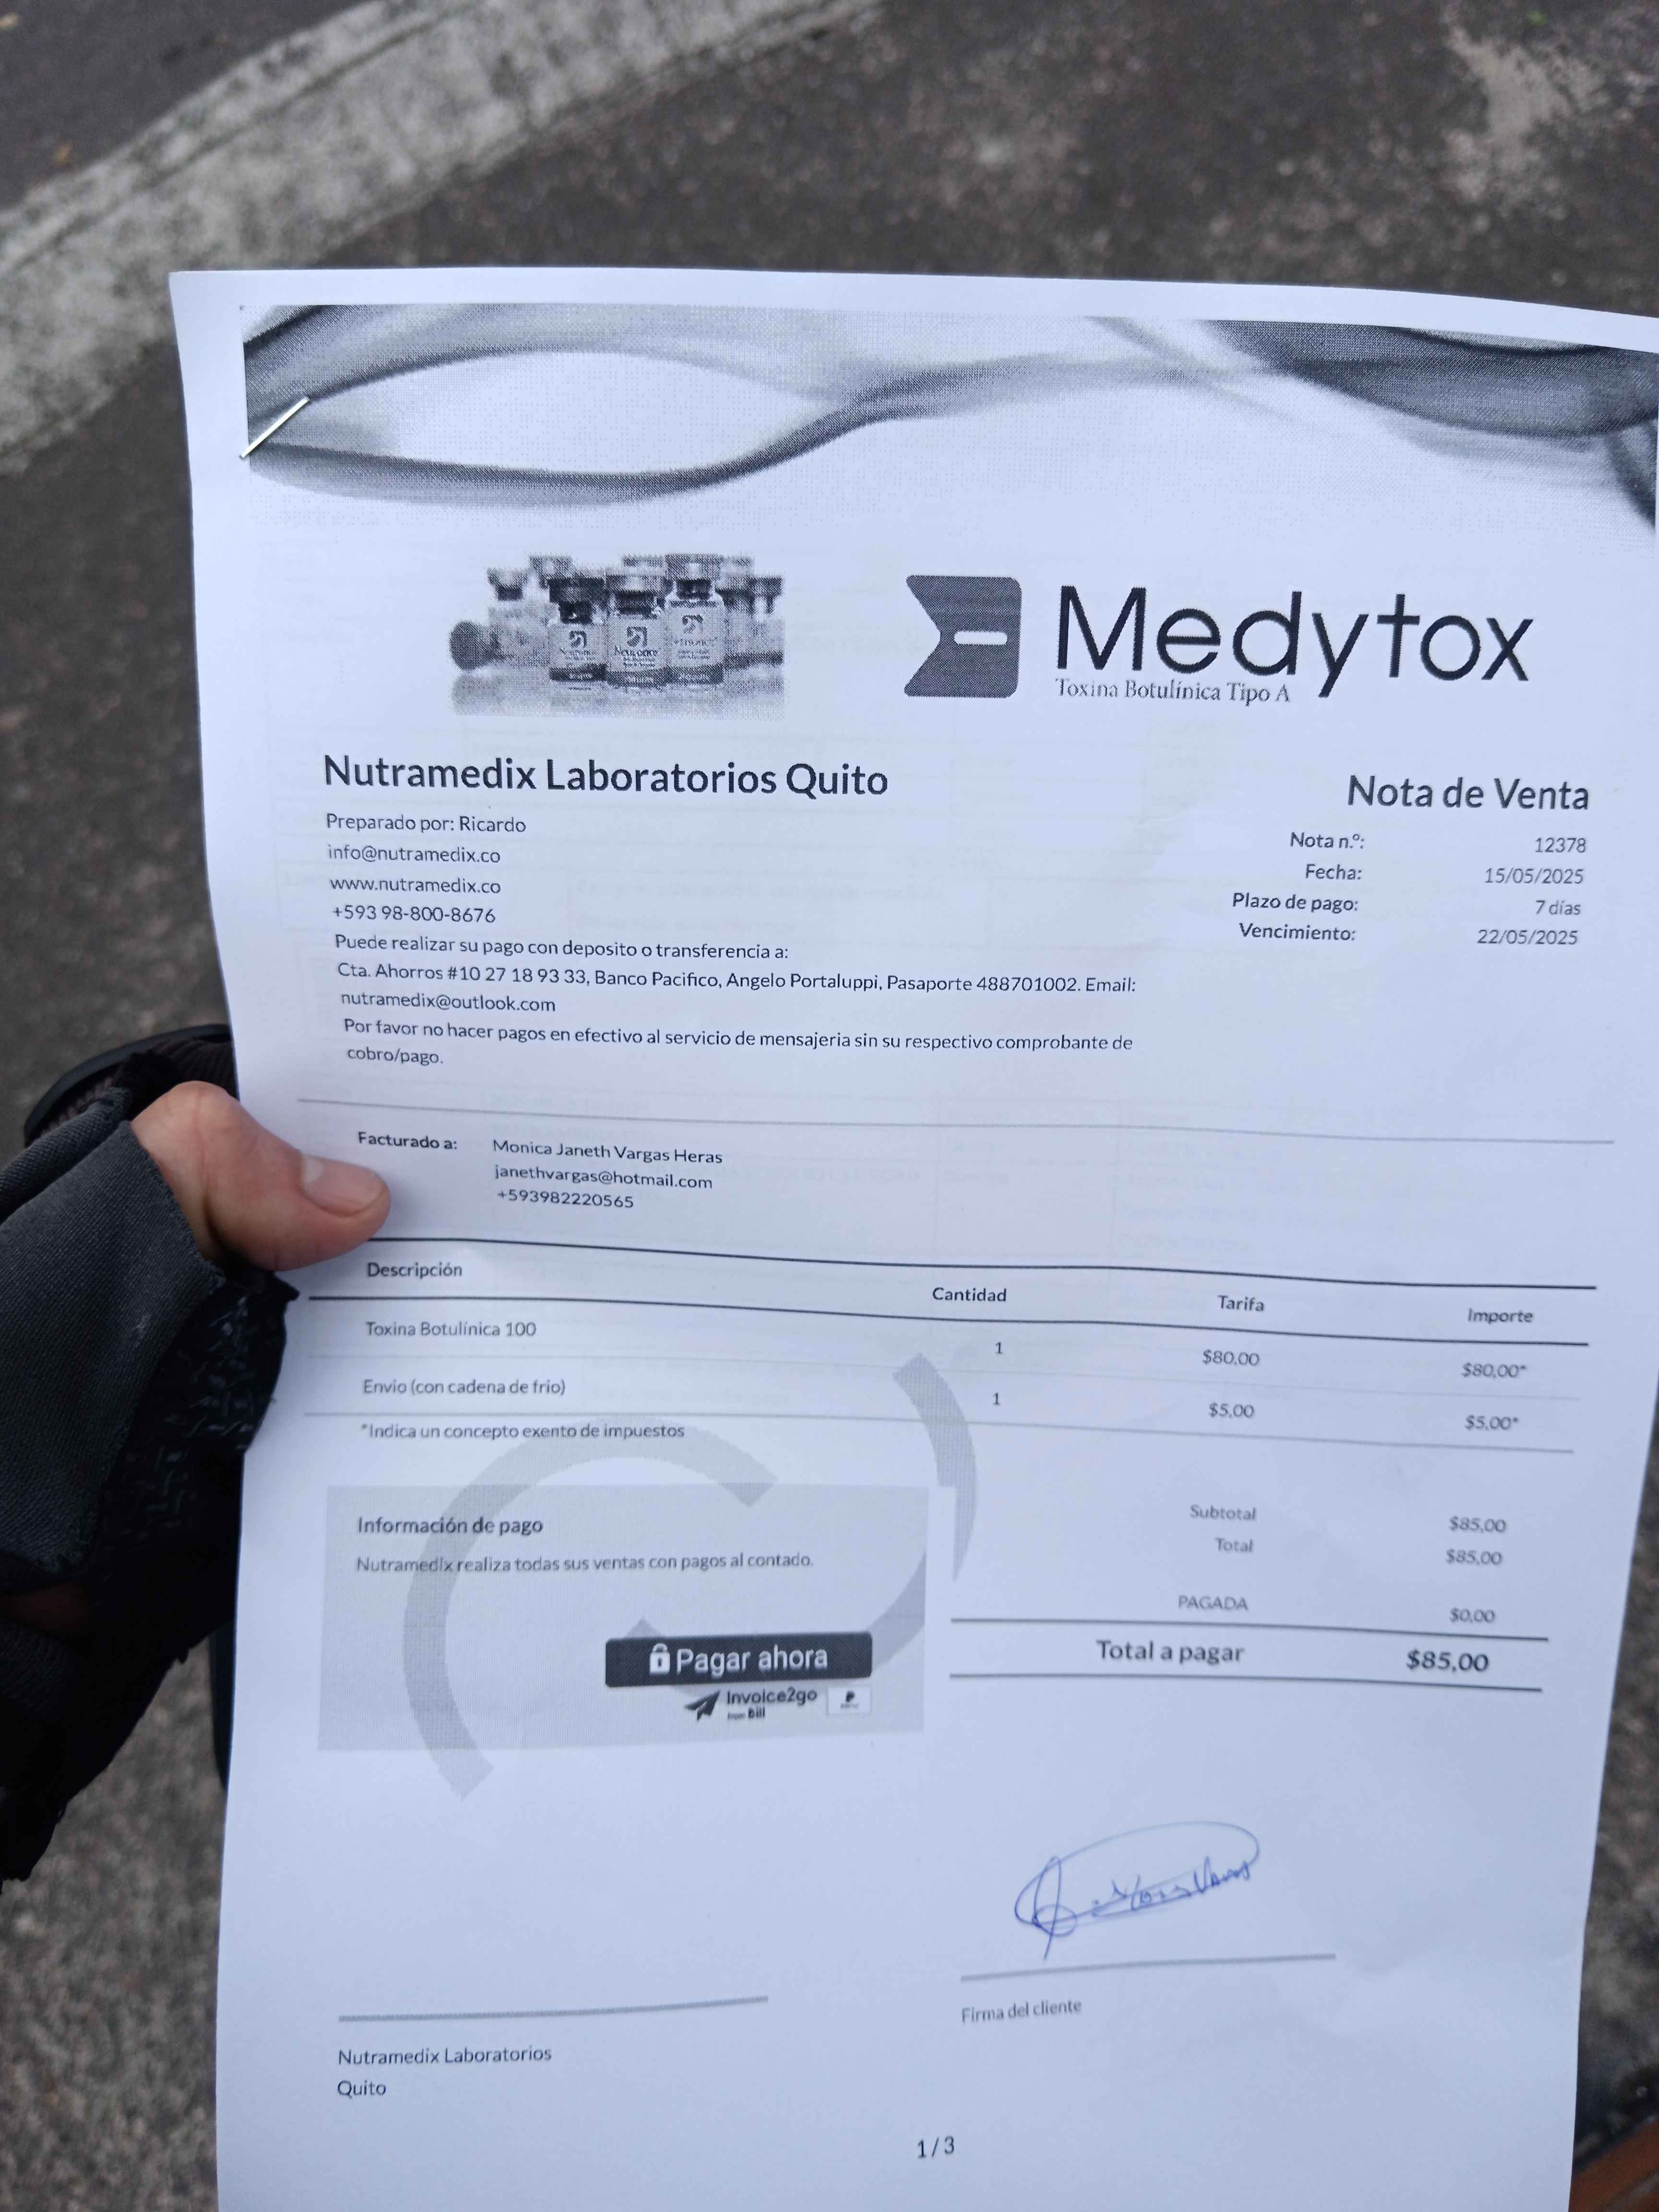 Medytox
Toxina Botulínica Tipo A
Nutramedix Laboratorios Quito
Preparado por: Ricardo
info@nutramedix.co
www.nutramedix.co
+593 98-800-8676
Puede realizar su pago con deposito o transferencia a:
Cta. Ahorros #10 27 18 93 33, Banco Pacifico, Angelo Portaluppi, Pasaporte 488701002. Email:
nutramedix@outlook.com
Por favor no hacer pagos en efectivo al servicio de mensajeria sin su respectivo comprobante de
cobro/pago.
Nota de Venta
Nota n.º: 12378
Fecha: 15/05/2025
Plazo de pago: 7 días
Vencimiento: 22/05/2025
Facturado a: Monica Janeth Vargas Heras
janethvargas@hotmail.com
+593982220565
Descripción Cantidad Tarifa Importe
Toxina Botulínica 100 1 $80,00 $80,00*
Envio (con cadena de frio) 1 $5,00 $5,00*
*Indica un concepto exento de impuestos
Información de pago
Nutramedix realiza todas sus ventas con pagos al contado.
Pagar ahora
Invoice2go
from Bill
Subtotal $85,00
Total $85,00
PAGADA $0,00
Total a pagar $85,00
Firma del cliente
Nutramedix Laboratorios
Quito
1 / 3